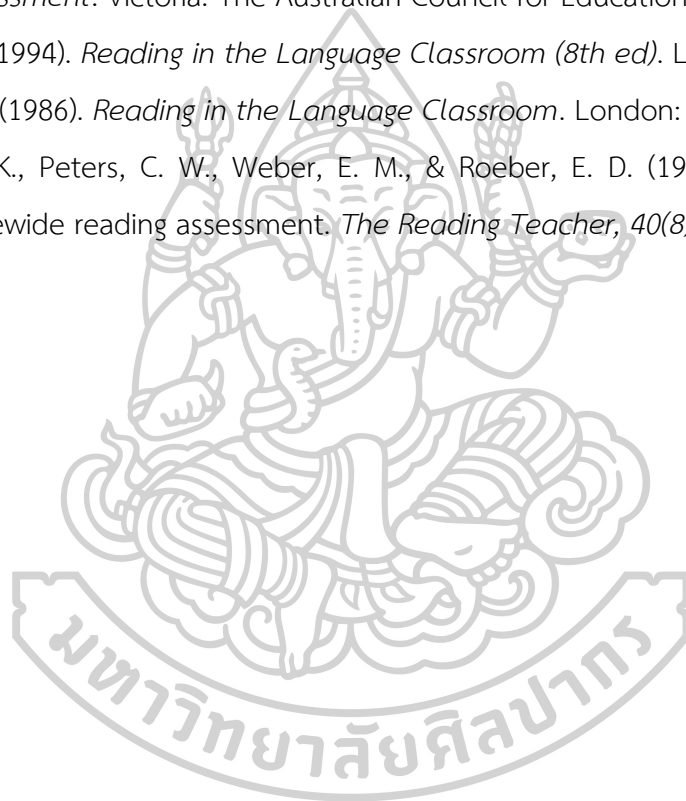 ssment. Victoria: The Australian Council for Education
1994). Reading in the Language Classroom (8th ed). L
(1986). Reading in the Language Classroom. London:
K., Peters, C. W., Weber, E. M., & Roeber, E. D. (19
ewide reading assessment. The Reading Teacher, 40(8)
มหาวิทยาลัยศิลปากร